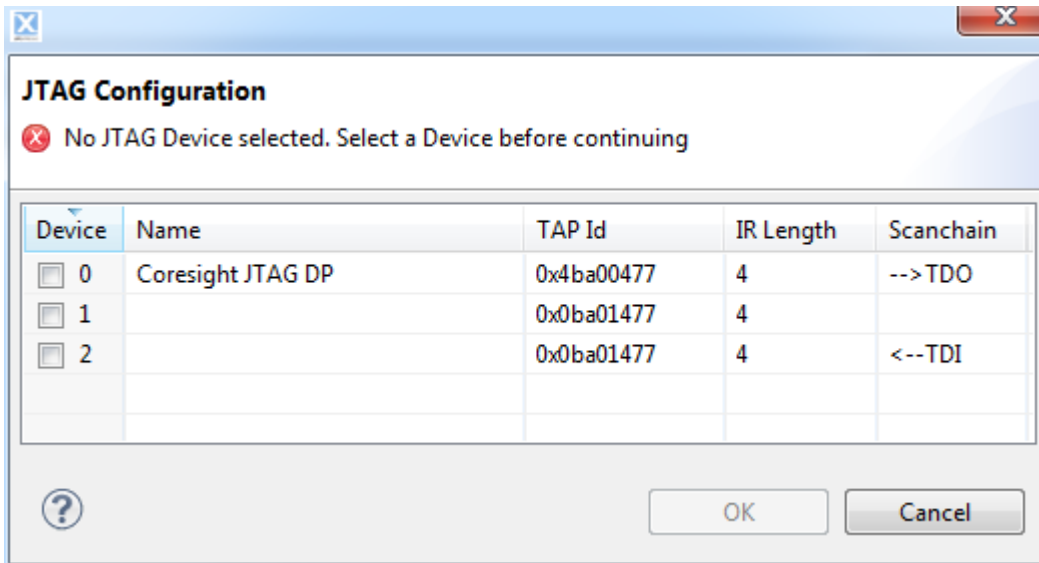 JTAG Configuration
No JTAG Device selected. Select a Device before continuing
Device Name TAP Id IR Length Scanchain
0 Coresight JTAG DP 0x4ba00477 4 -->TDO
1 0x0ba01477 4
2 0x0ba01477 4 <--TDI
? OK Cancel